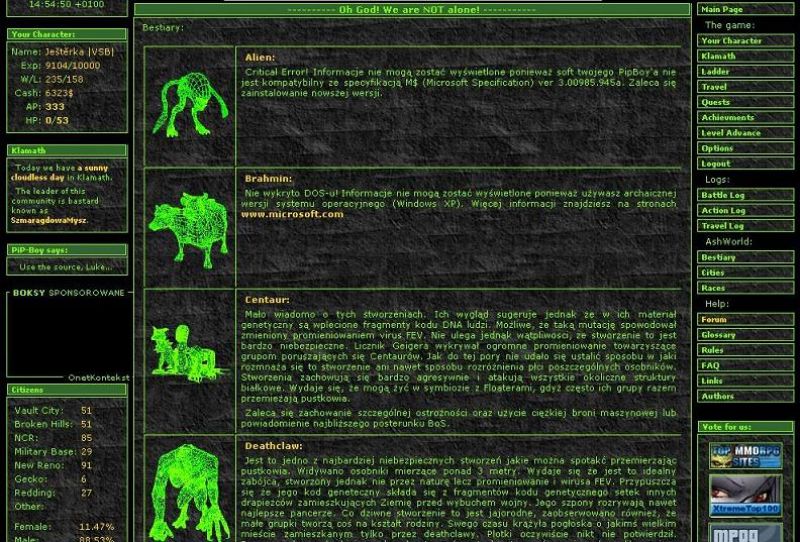 14:54:50 +0100
Your Character:
Name: Ještěrka |VSB|
Exp: 9104/10000
W/L: 235/158
Cash: 6323$
AP: 333
HP: 0/53
Klamath
Today we have a sunny
cloudless day in Klamath.
The leader of this
community is bastard
known as
SzmaragdowaMysz.
PiP-Boy says:
Use the source, Luke...
BOKSY SPONSOROWANE
OnetKontekst
Citizens
Vault City: 51
Broken Hills: 51
NCR: 85
Military Base: 29
New Reno: 91
Gecko: 6
Redding: 27
Other:
Female: 11.47%
Male: 88.53%
---------- Oh God! We are NOT alone! ----------
Bestiary:
Alien:
Critical Error! Informacje nie mogą zostać wyświetlone ponieważ soft twojego PipBoy'a nie
jest kompatybilny ze specyfikacją M$ (Microsoft Specification) ver 3.00985.945a. Zaleca się
zainstalowanie nowszej wersji.
Brahmin:
Nie wykryto DOS-u! Informacje nie mogą zostać wyświetlone ponieważ używasz archaicznej
wersji systemu operacyjnego (Windows XP). Więcej informacji znajdziesz na stronach
www.microsoft.com
Centaur:
Mało wiadomo o tych stworzeniach. Ich wygląd sugeruje jednak że w ich materiał
genetyczny są wplecione fragmenty kodu DNA ludzi. Możliwe, że taką mutację spowodował
zmieniony promieniowaniem virus FEV. Nie ulega jednak wątpliwości, że stworzenie to jest
bardzo niebezpieczne. Licznik Geigera wykrywał ogromne promieniowanie towarzyszące
grupom poruszających się Centaurów. Jak do tej pory nie udało się ustalić sposobu w jaki
rozmnaża się to stworzenie ani nawet sposobu rozróżnienia płci poszczególnych osobników.
Stworzenia zachowują się bardzo agresywnie i atakują wszystkie okoliczne struktury
białkowe. Wydaje się, że mogą żyć w symbiozie z Floaterami, gdyż często ich grupy razem
przemieżają pustkowia.
Zaleca się zachowanie szczególnej ostrożności oraz użycie ciężkiej broni maszynowej lub
powiadomienie najbliższego posterunku BoS.
Deathclaw:
Jest to jedno z najbardziej niebezpiecznych stworzeń jakie można spotakć przemierzając
pustkowia. Widywano osobniki mierzące ponad 3 metry. Wydaje się że jest to idealny
zabójca, stworzony jednak nie przez naturę lecz promieniowanie i wirusa FEV. Przypuszcza
się że jego kod geneteczny składa się z fragmentów kodu genetycznego setek innych
drapieżców zamieszkujących Ziemię przed wybuchem wojny. Jego szpony rozrywają nawet
najlepsze pancerze. Co dziwne stworzenie to jest jajorodne, zaobserwowano również, że
małe grupki tworzą coś na kształt rodziny. Swego czasu krążyła pogłoska o jakimś wielkim
mieście zamieszkanym tylko przez deathclawy. Plotki oczywiście nikt nie potwierdził.
Main Page
The game:
Your Character
Klamath
Ladder
Travel
Quests
Achievments
Level Advance
Options
Logout
Logs:
Battle Log
Action Log
Travel Log
AshWorld:
Bestiary
Cities
Races
Help:
Forum
Glossary
Rules
FAQ
Links
Authors
Vote for us:
TOP MMORPG
SITES
XtremeTop100